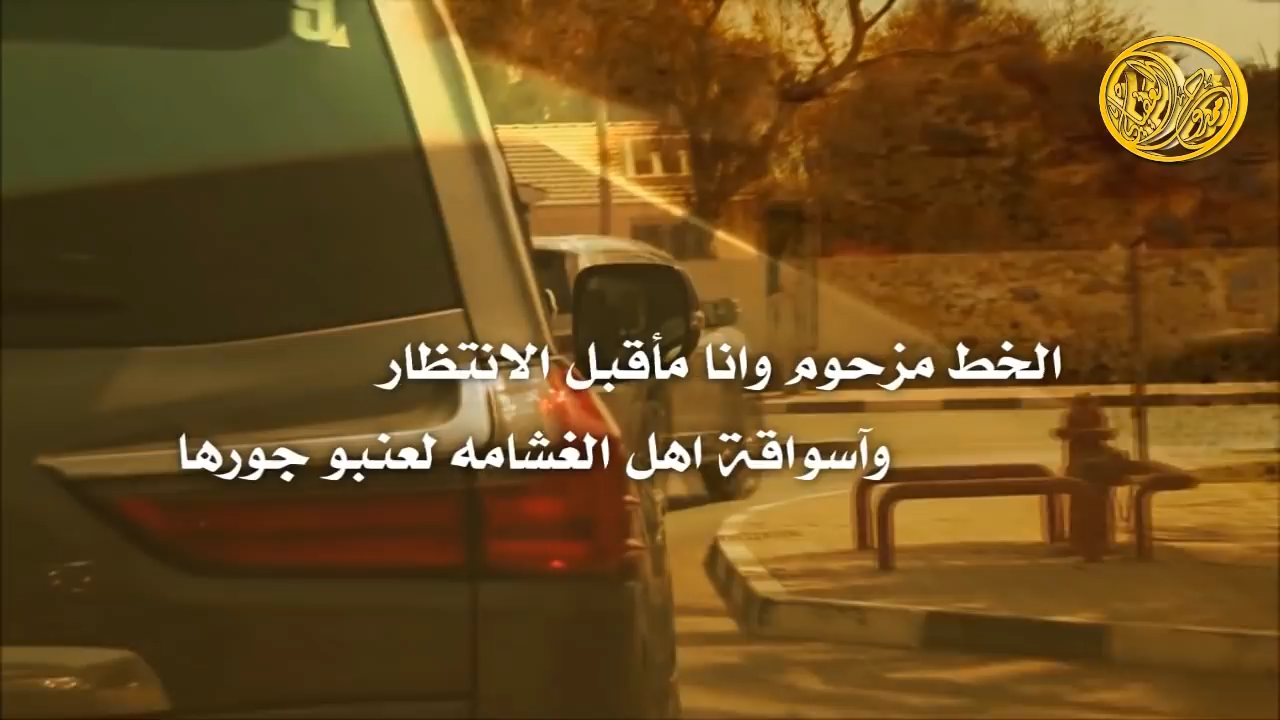 الخط مزحوم وانا مأقبل الانتظار
وآسواقة اهل الغشامه لعنبو جورها